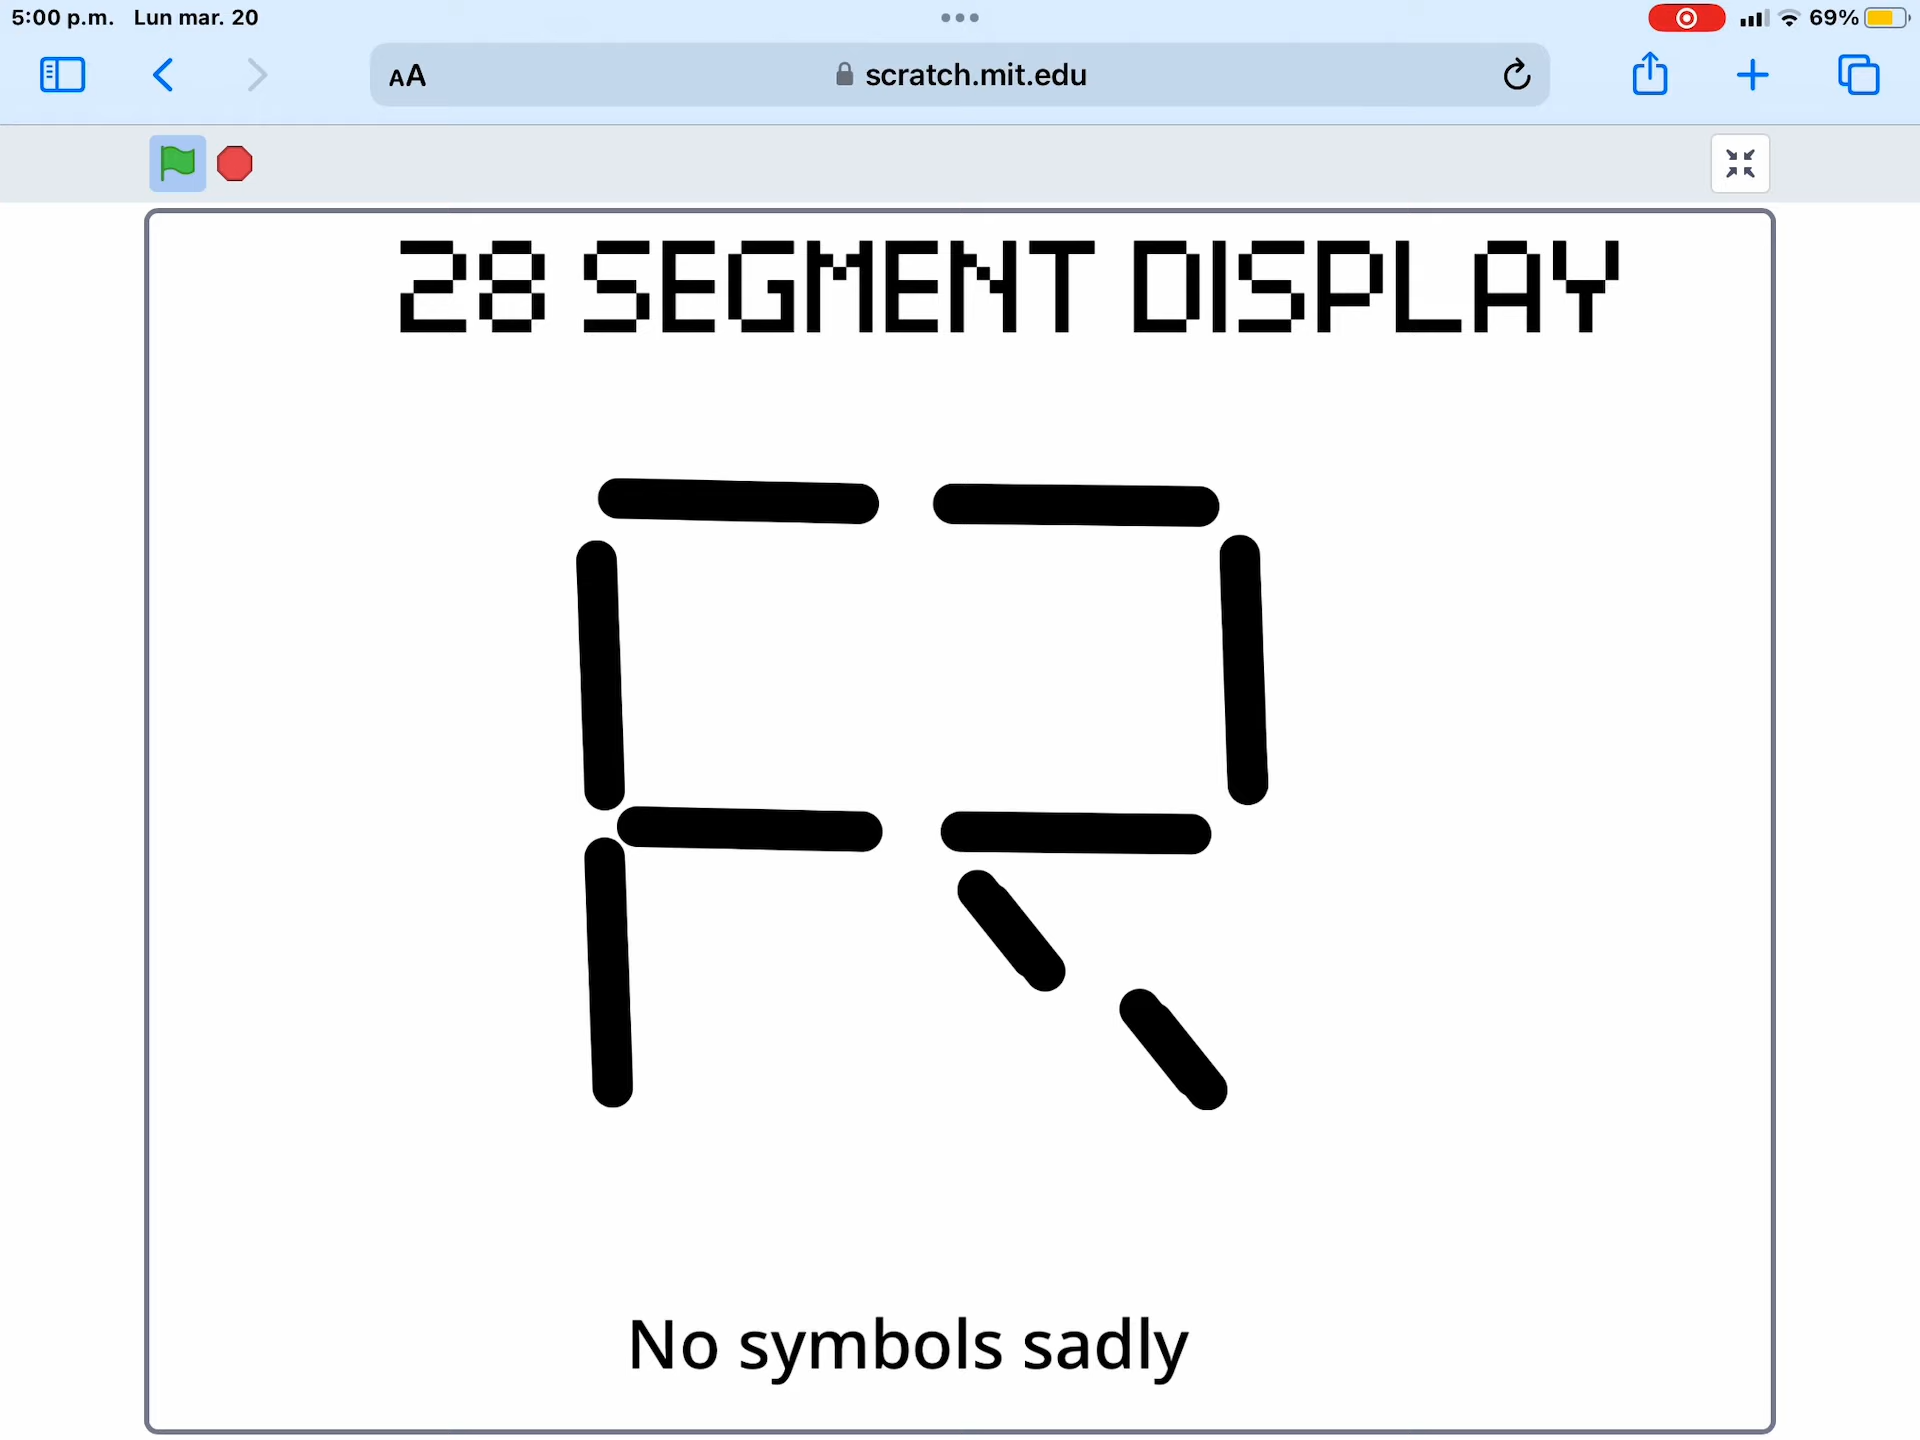 5:00 p.m. Lun mar. 20
69%
AA
scratch.mit.edu
28 SEGMENT DISPLAY
R
No symbols sadly